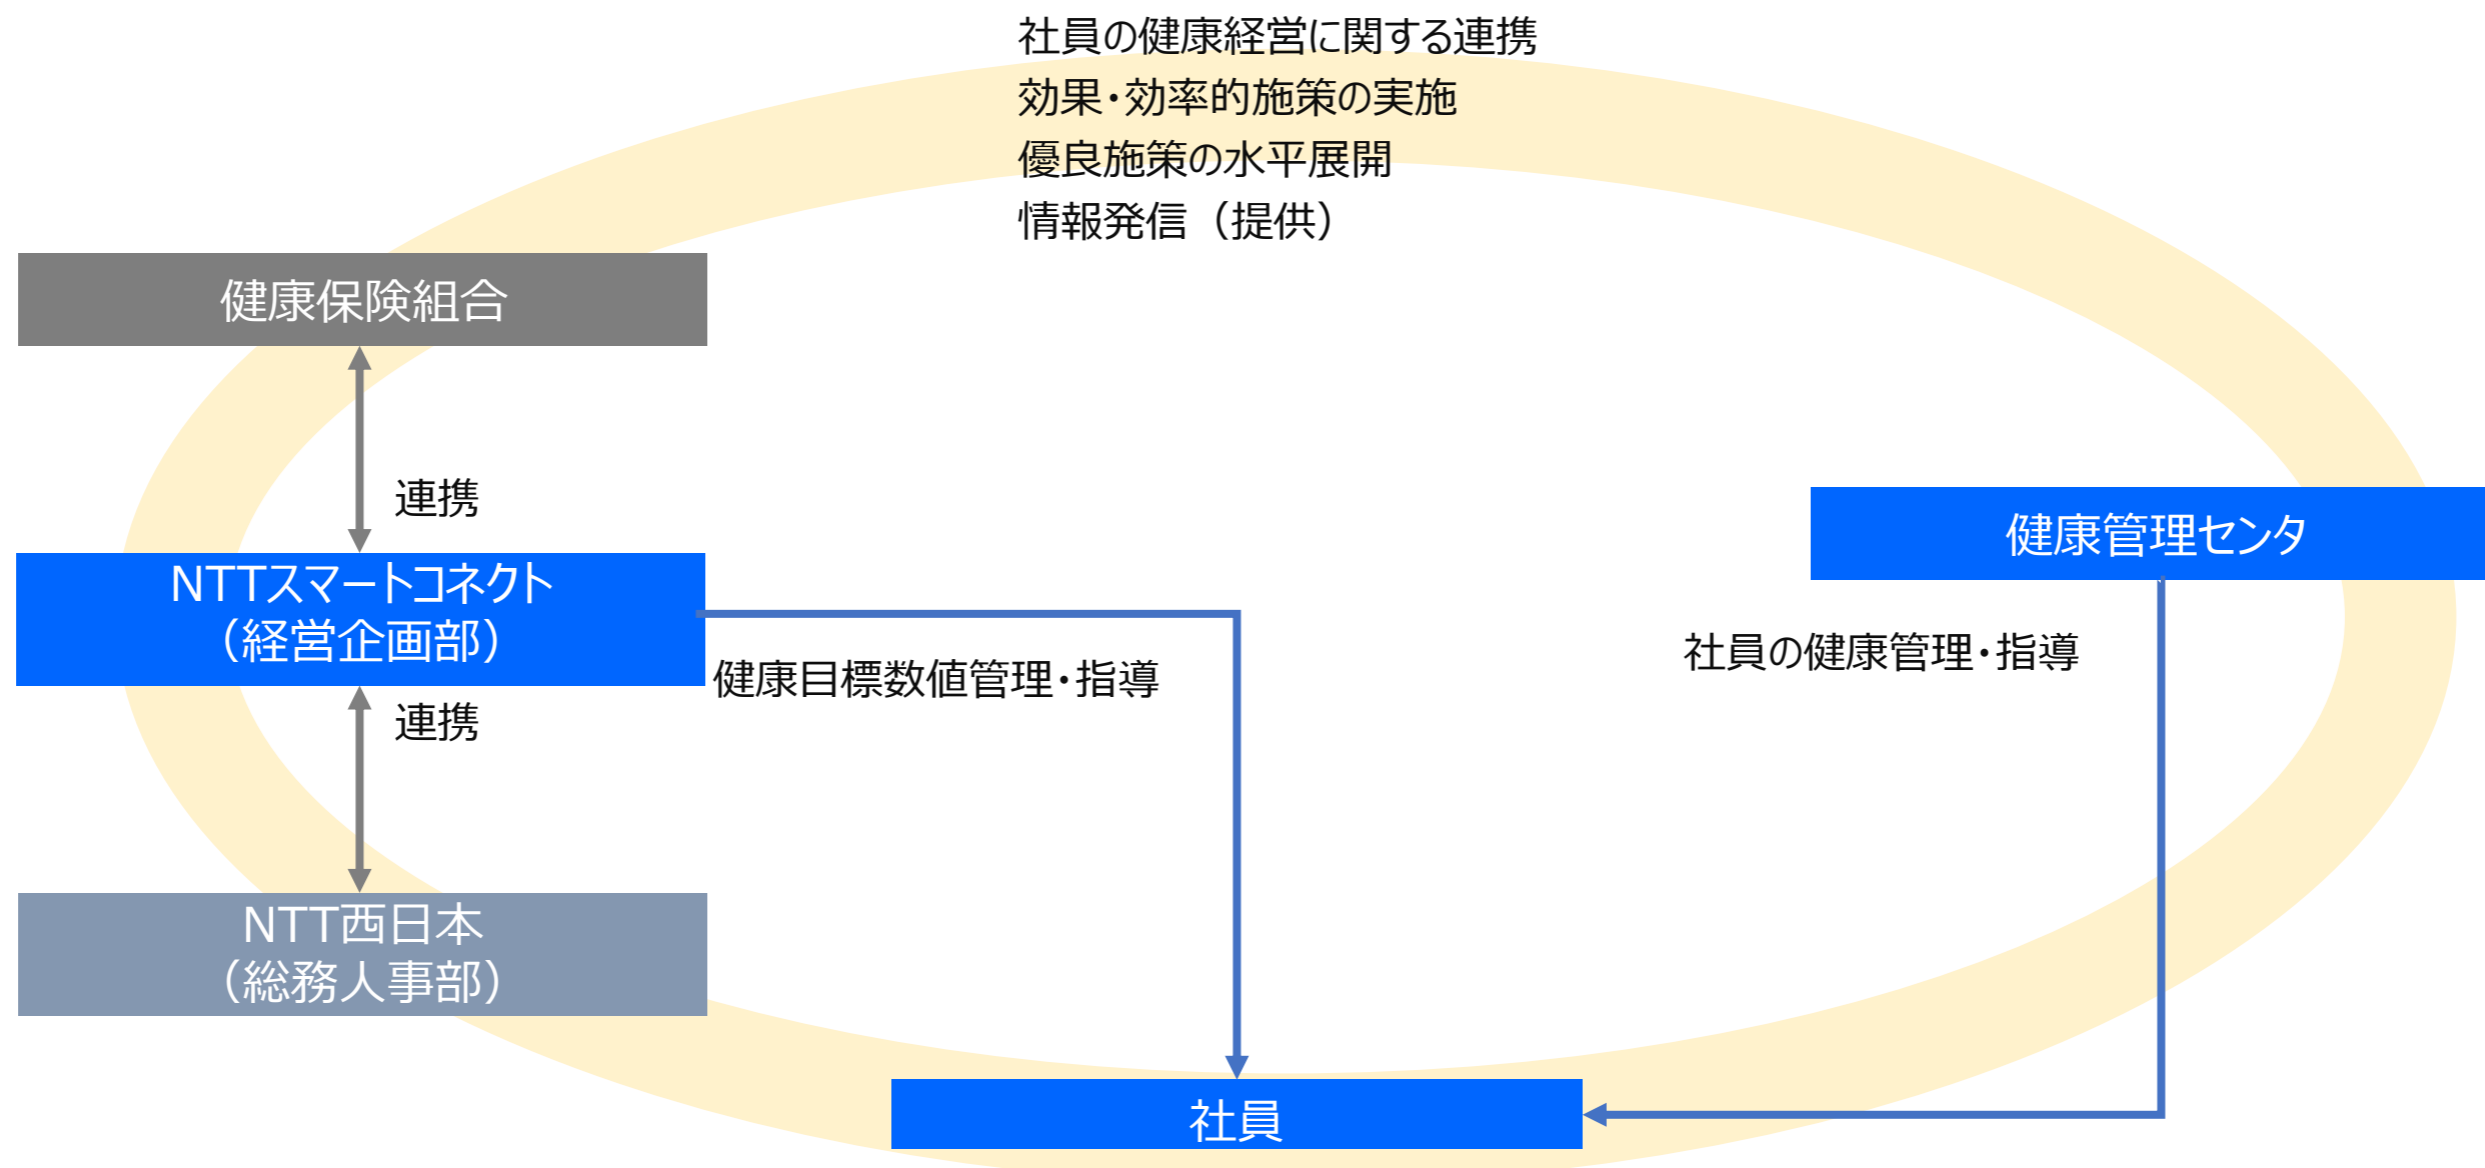 社員の健康経営に関する連携
効果・効率的施策の実施
優良施策の水平展開
情報発信（提供）
健康保険組合
連携
NTTスマートコネクト
（経営企画部）
健康目標数値管理・指導
連携
NTT西日本
（総務人事部）
健康管理センタ
社員の健康管理・指導
社員